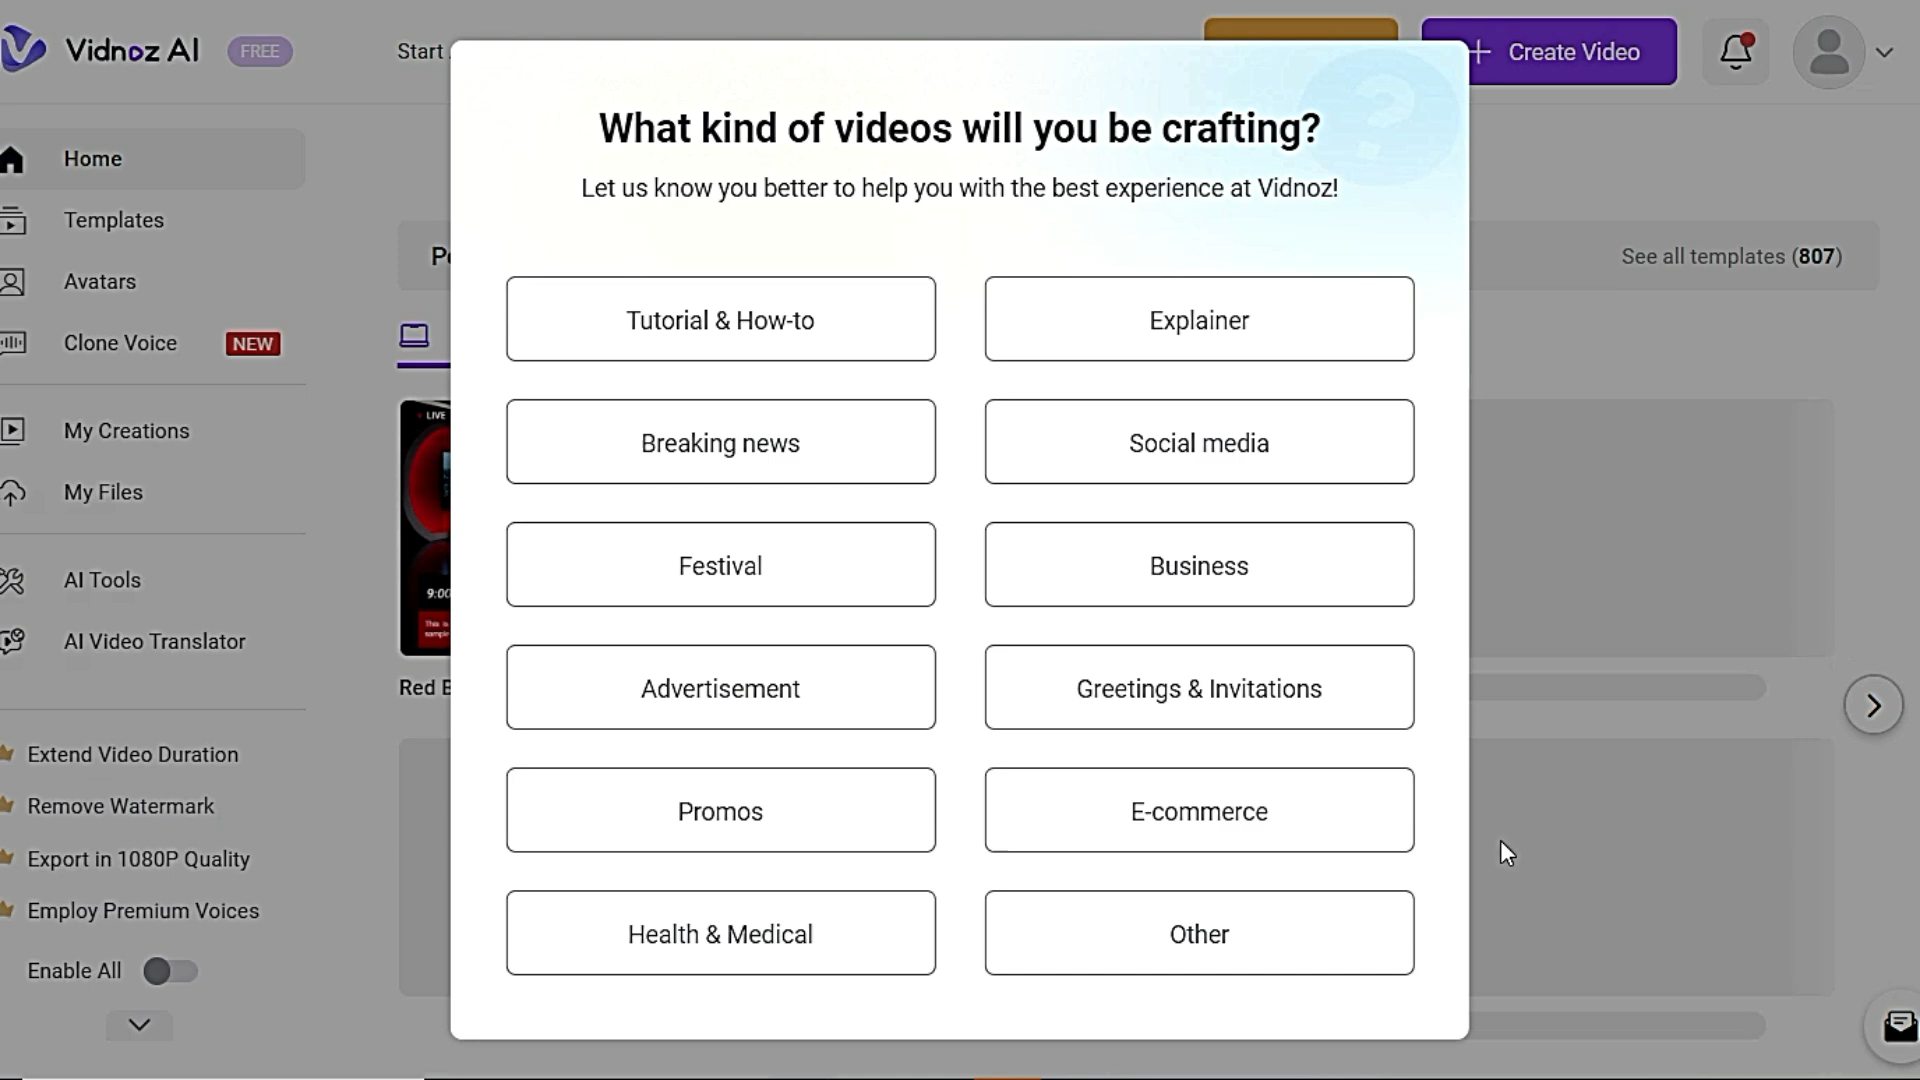 Vidnoz AI
FREE
Start
Create Video
What kind of videos will you be crafting?
Let us know you better to help you with the best experience at Vidnoz!
Home
Templates
Avatars
Clone Voice
NEW
My Creations
My Files
AI Tools
AI Video Translator
Extend Video Duration
Remove Watermark
Export in 1080P Quality
Employ Premium Voices
Enable All
See all templates (807)
LIVE
9:00
This is
sample
Red B
Tutorial & How-to
Explainer
Breaking news
Social media
Festival
Business
Advertisement
Greetings & Invitations
Promos
E-commerce
Health & Medical
Other